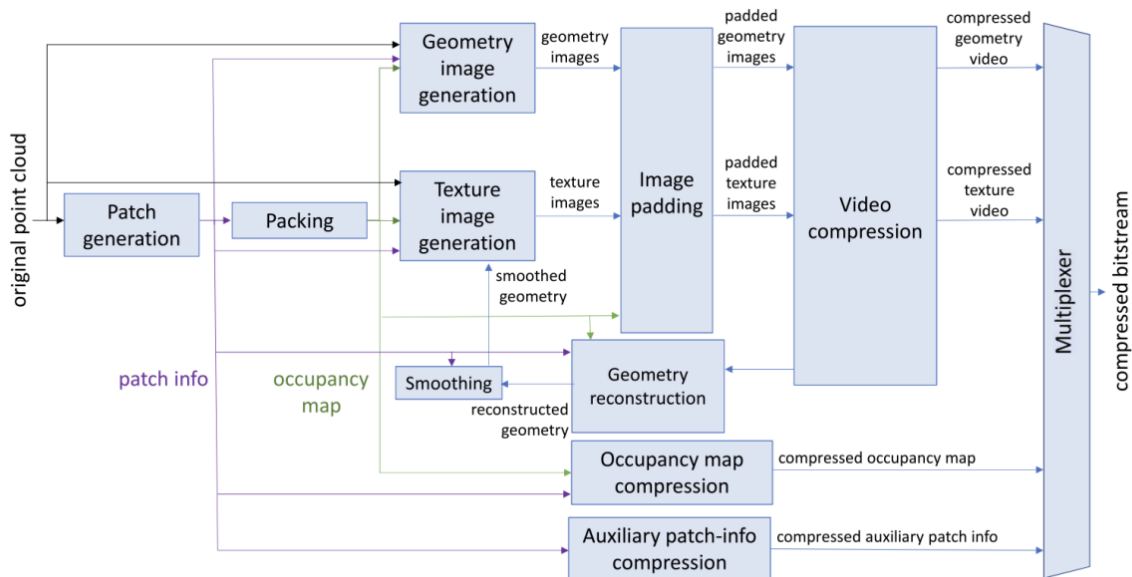 original point cloud
Patch
generation
Packing
patch info
occupancy
map
Geometry
image
generation
geometry
images
Texture
image
generation
texture
images
smoothed
geometry
Smoothing
reconstructed
geometry
Geometry
reconstruction
Image
padding
padded
geometry
images
padded
texture
images
Video
compression
compressed
geometry
video
compressed
texture
video
Occupancy map
compression
compressed occupancy map
Auxiliary patch-info
compression
compressed auxiliary patch info
Multiplexer
compressed bitstream